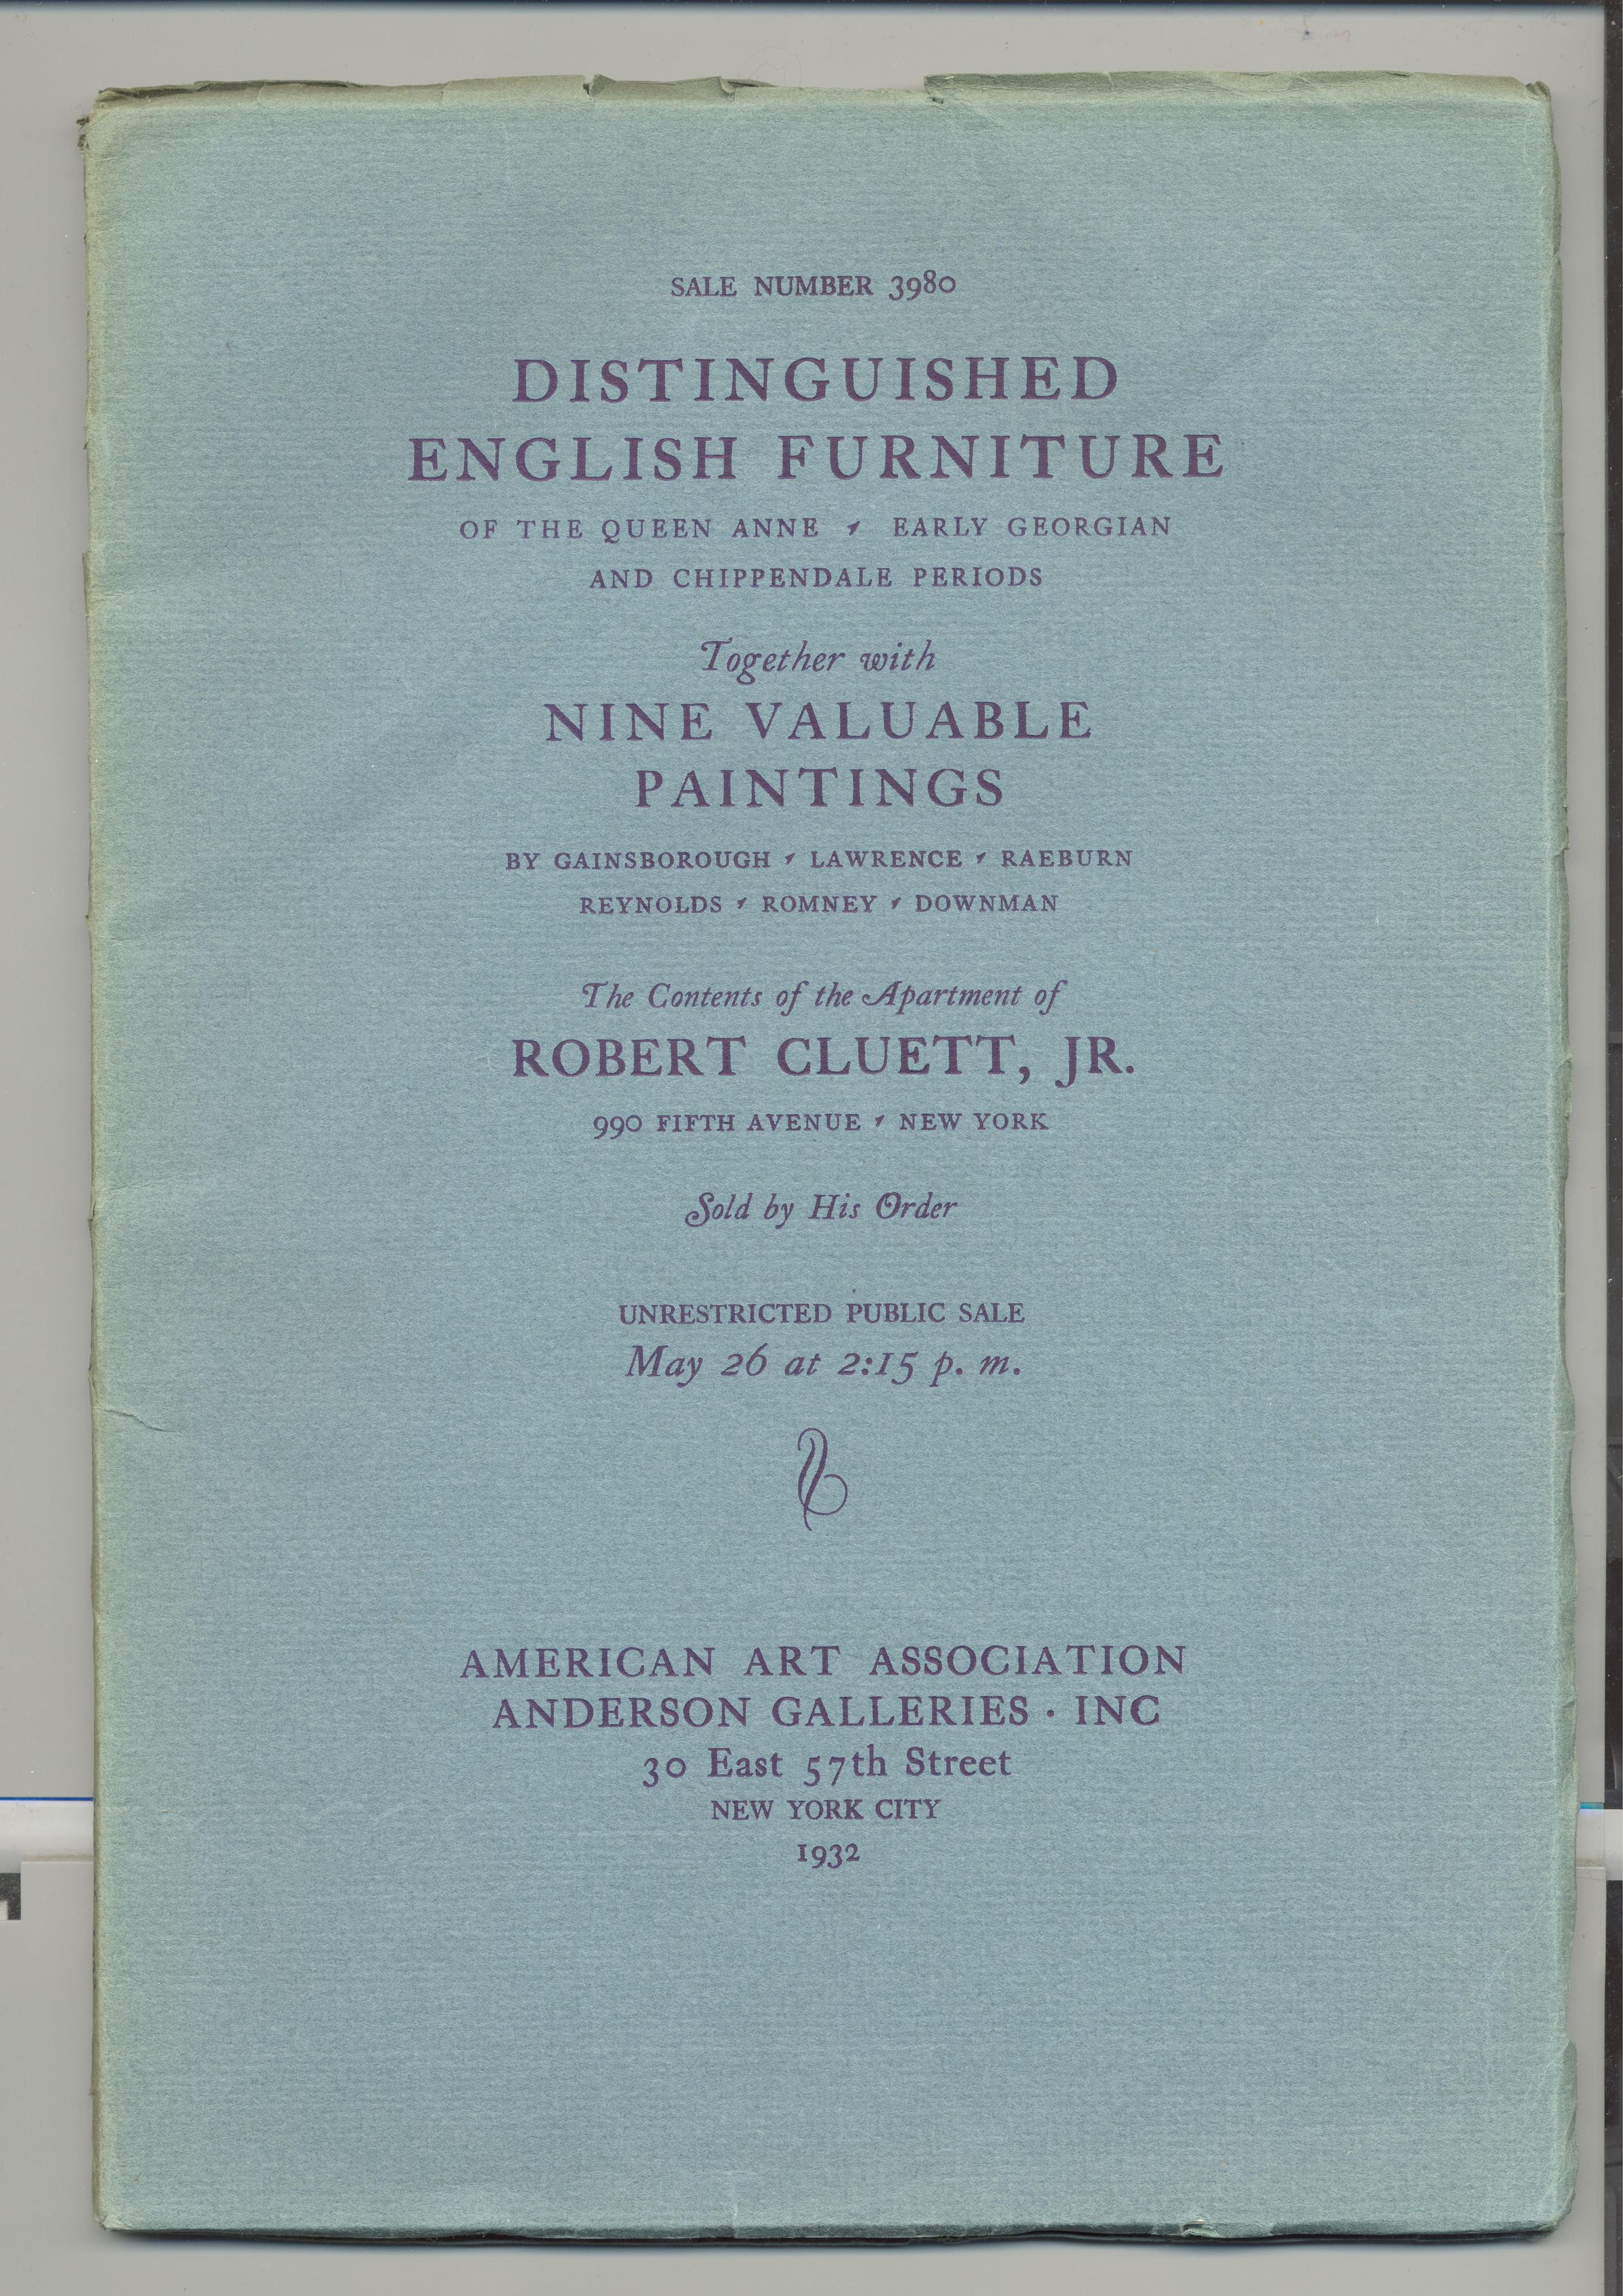 SALE NUMBER 3980
DISTINGUISHED
ENGLISH FURNITURE
OF THE QUEEN ANNE ⸱ EARLY GEORGIAN
AND CHIPPENDALE PERIODS
Together with
NINE VALUABLE
PAINTINGS
BY GAINSBOROUGH ⸱ LAWRENCE ⸱ RAEBURN
REYNOLDS ⸱ ROMNEY ⸱ DOWNMAN
The Contents of the Apartment of
ROBERT CLUETT, JR.
990 FIFTH AVENUE ⸱ NEW YORK
Sold by His Order
UNRESTRICTED PUBLIC SALE
May 26 at 2:15 p. m.
AMERICAN ART ASSOCIATION
ANDERSON GALLERIES · INC
30 East 57th Street
NEW YORK CITY
1932